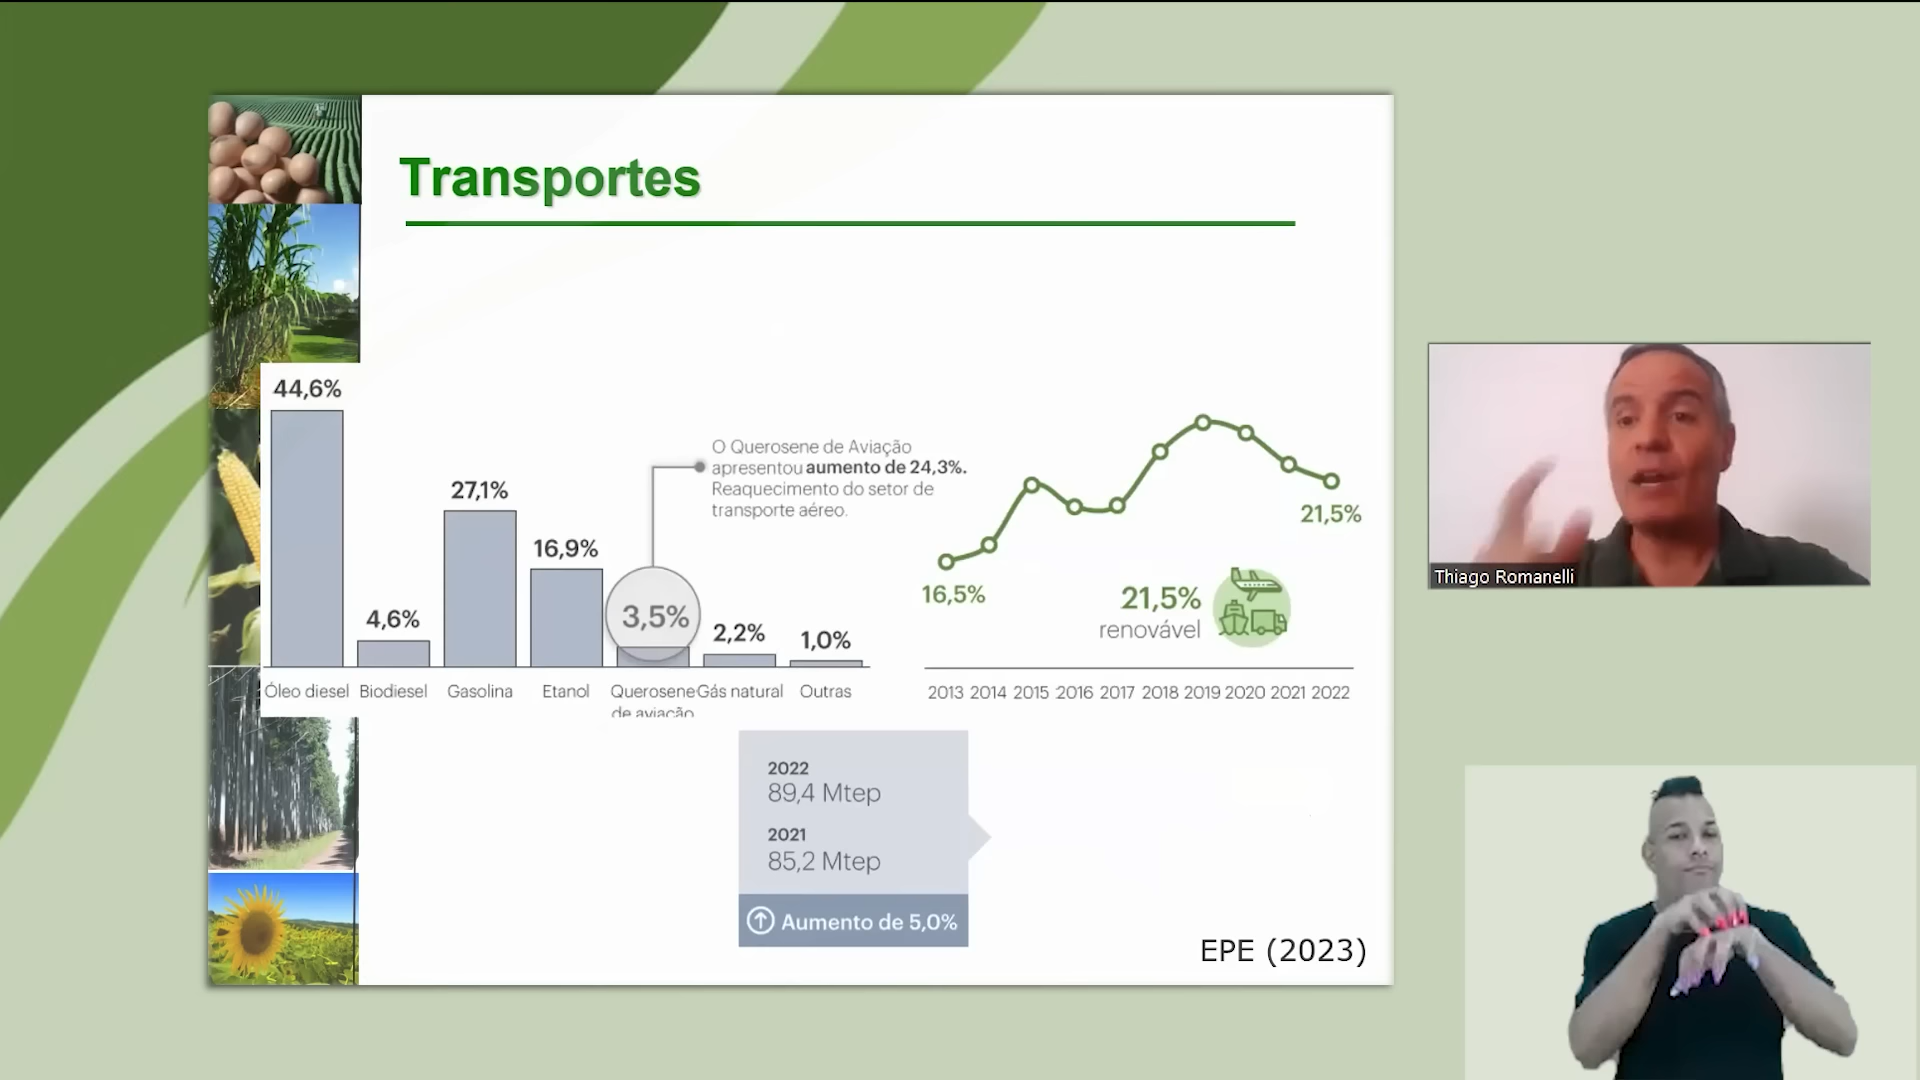 Transportes
44,6%
4,6%
27,1%
16,9%
3,5%
2,2%
1,0%
Óleo diesel
Biodiesel
Gasolina
Etanol
Querosene
de aviação
Gás natural
Outras
O Querosene de Aviação
apresentou aumento de 24,3%.
Reaquecimento do setor de
transporte aéreo.
16,5%
21,5%
21,5%
renovável
2013 2014 2015 2016 2017 2018 2019 2020 2021 2022
2022
89,4 Mtep
2021
85,2 Mtep
Aumento de 5,0%
EPE (2023)
Thiago Romanelli